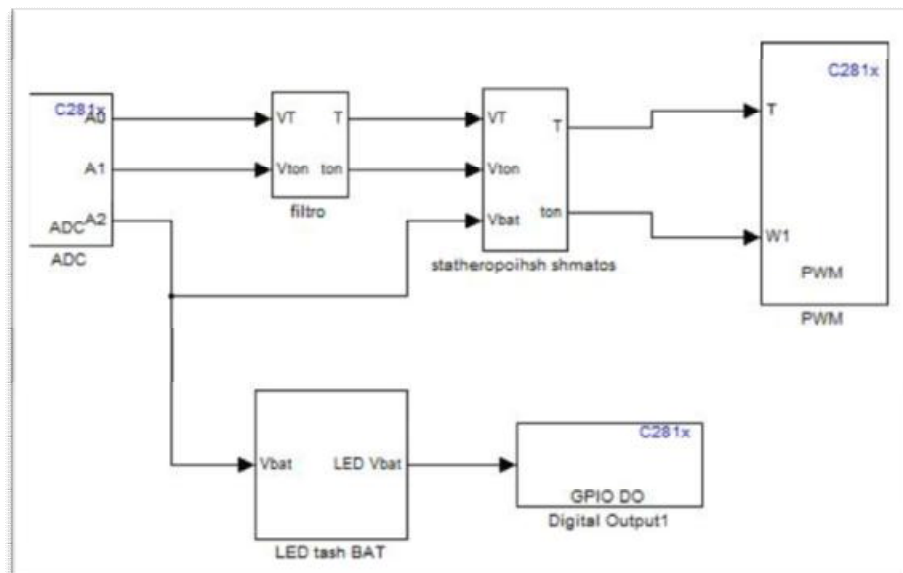 C281x
A0
A1
A2
ADC
ADC
VT
T
Vton
ton
filtro
VT
T
Vton
Vbat
ton
statheropoihsh shmatos
C281x
T
W1
PWM
PWM
Vbat
LED Vbat
LED tash BAT
C281x
GPIO DO
Digital Output1